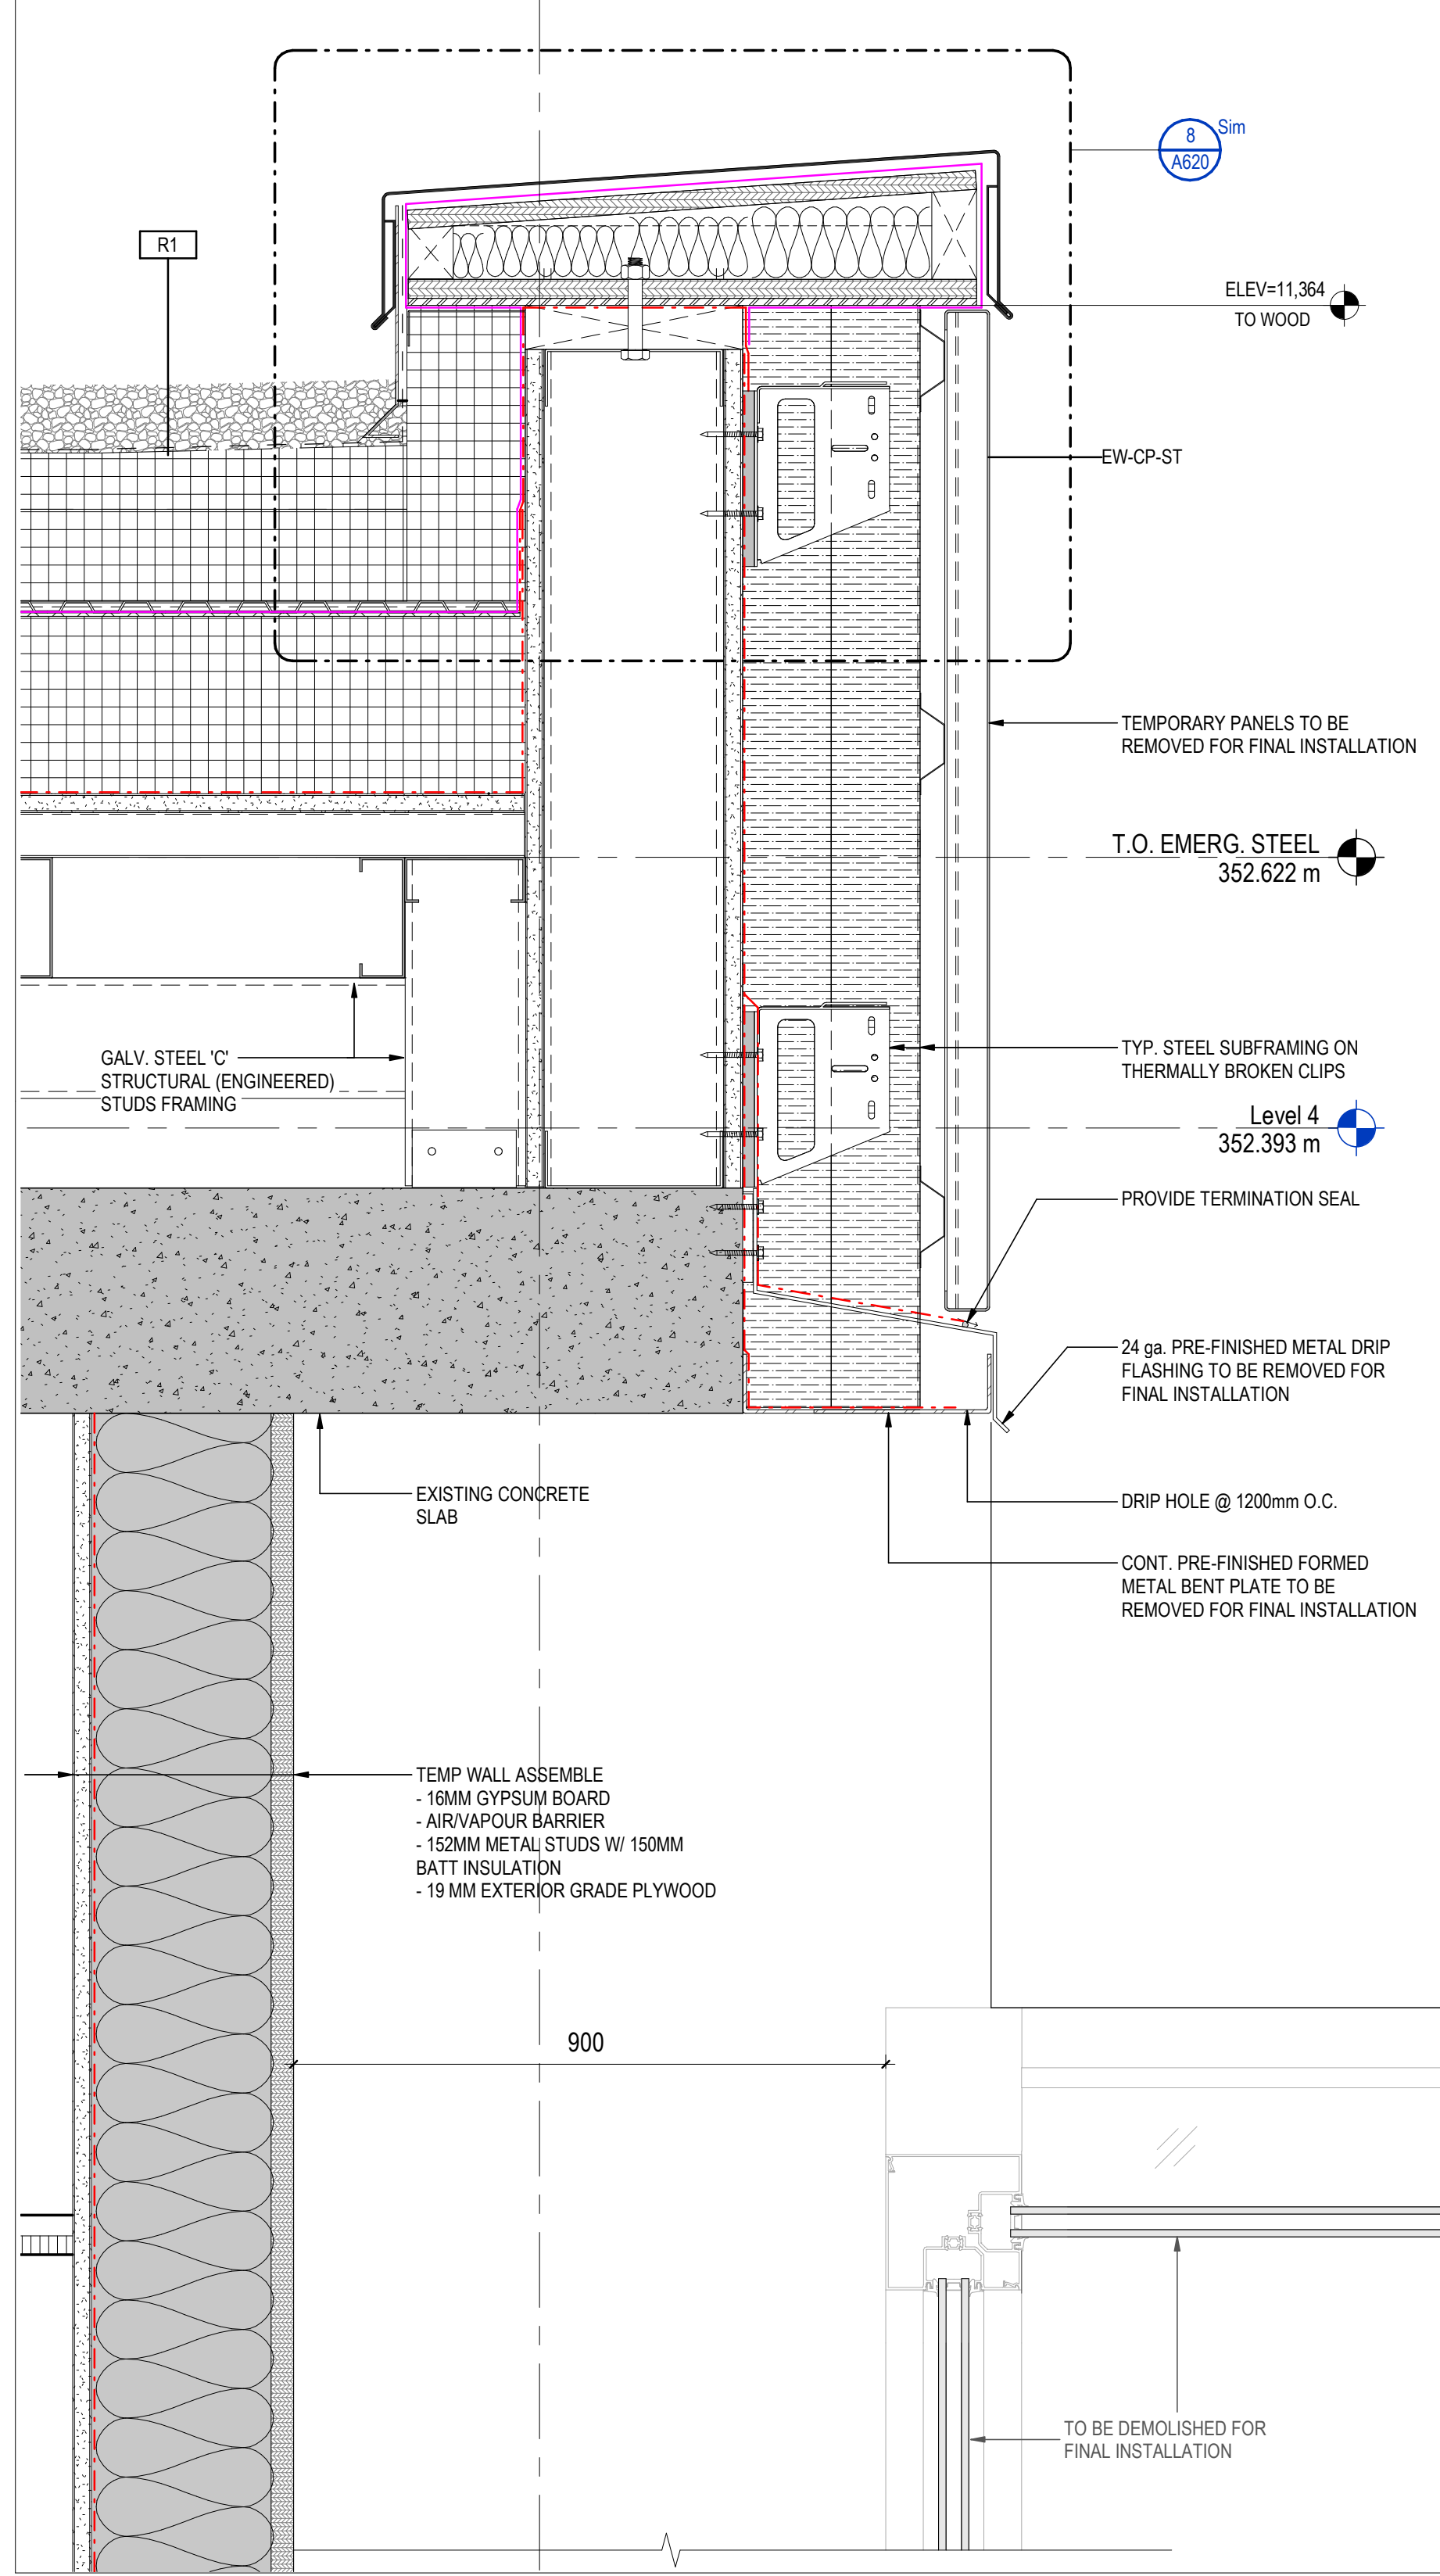 8
Sim
A620
R1
ELEV=11,364
TO WOOD
EW-CP-ST
TEMPORARY PANELS TO BE
REMOVED FOR FINAL INSTALLATION
T.O. EMERG. STEEL
352.622 m
GALV. STEEL 'C'
STRUCTURAL (ENGINEERED)
STUDS FRAMING
TYP. STEEL SUBFRAMING ON
THERMALLY BROKEN CLIPS
Level 4
352.393 m
PROVIDE TERMINATION SEAL
24 ga. PRE-FINISHED METAL DRIP
FLASHING TO BE REMOVED FOR
FINAL INSTALLATION
EXISTING CONCRETE
SLAB
DRIP HOLE @ 1200mm O.C.
CONT. PRE-FINISHED FORMED
METAL BENT PLATE TO BE
REMOVED FOR FINAL INSTALLATION
TEMP WALL ASSEMBLE
- 16MM GYPSUM BOARD
- AIR/VAPOUR BARRIER
- 152MM METAL STUDS W/ 150MM
BATT INSULATION
- 19 MM EXTERIOR GRADE PLYWOOD
900
TO BE DEMOLISHED FOR
FINAL INSTALLATION